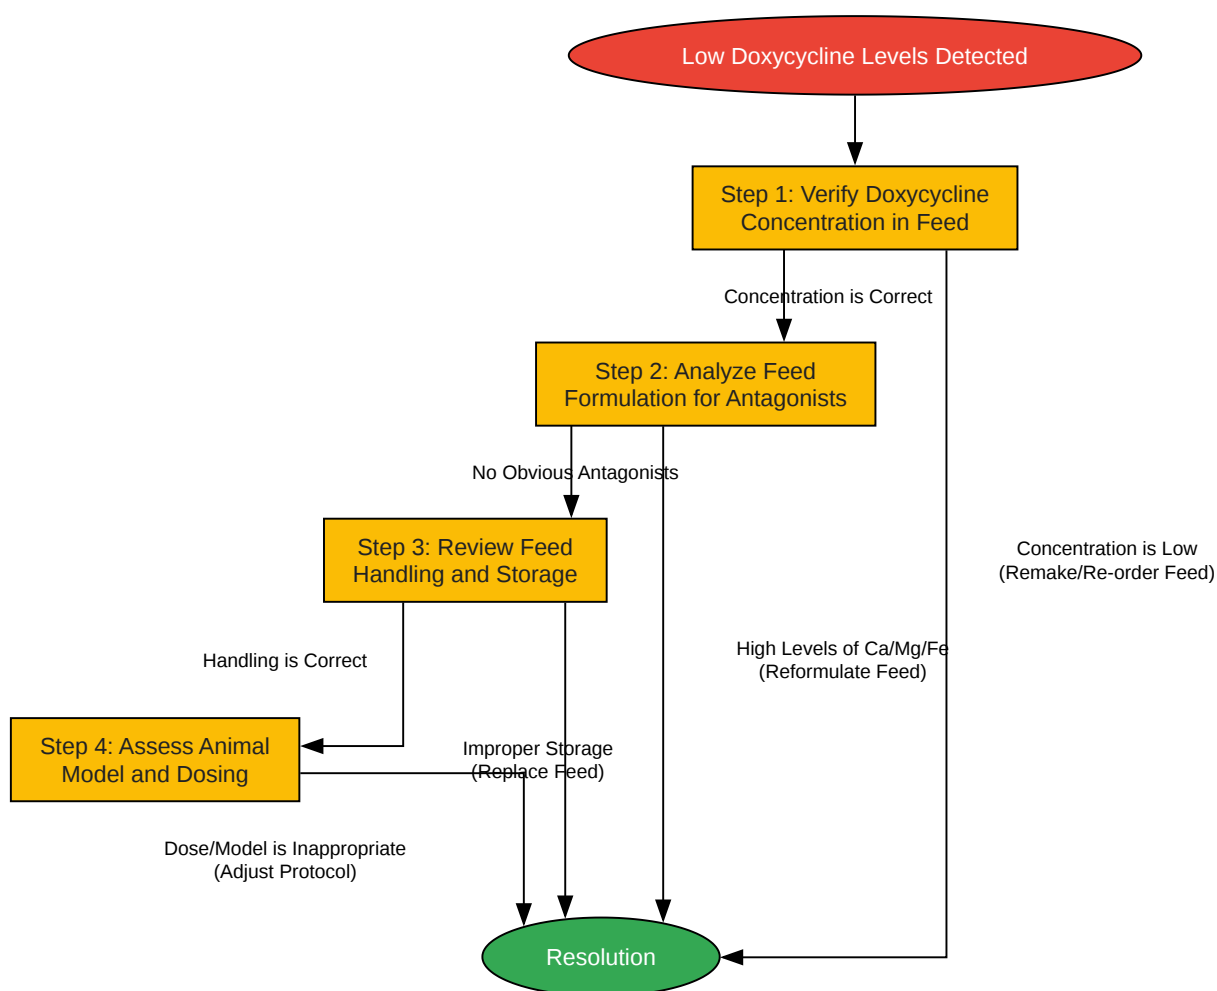 Low Doxycycline Levels Detected
Step 1: Verify Doxycycline
Concentration in Feed
Concentration is Correct
Step 2: Analyze Feed
Formulation for Antagonists
No Obvious Antagonists
Step 3: Review Feed
Handling and Storage
Concentration is Low
(Remake/Re-order Feed)
High Levels of Ca/Mg/Fe
(Reformulate Feed)
Handling is Correct
Step 4: Assess Animal
Model and Dosing
Improper Storage
(Replace Feed)
Dose/Model is Inappropriate
(Adjust Protocol)
Resolution